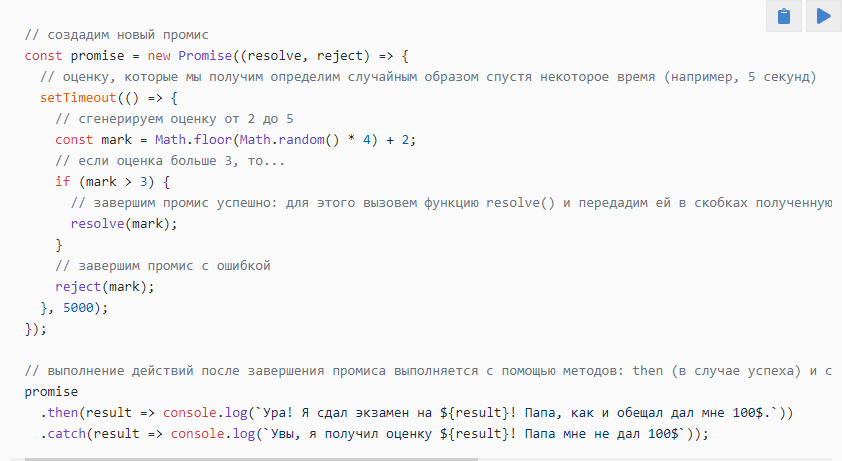 // создадим новый промис
const promise = new Promise((resolve, reject) => {
  // оценку, которые мы получим определим случайным образом спустя некоторое время (например, 5 секунд)
  setTimeout(() => {
    // сгенерируем оценку от 2 до 5
    const mark = Math.floor(Math.random() * 4) + 2;
    // если оценка больше 3, то...
    if (mark > 3) {
      // завершим промис успешно: для этого вызовем функцию resolve() и передадим ей в скобках полученную
      resolve(mark);
    }
    // завершим промис с ошибкой
    reject(mark);
  }, 5000);
});

// выполнение действий после завершения промиса выполняется с помощью методов: then (в случае успеха) и c
promise
  .then(result => console.log(`Ура! Я сдал экзамен на ${result}! Папа, как и обещал дал мне 100$.`))
  .catch(result => console.log(`Увы, я получил оценку ${result}! Папа мне не дал 100$`));